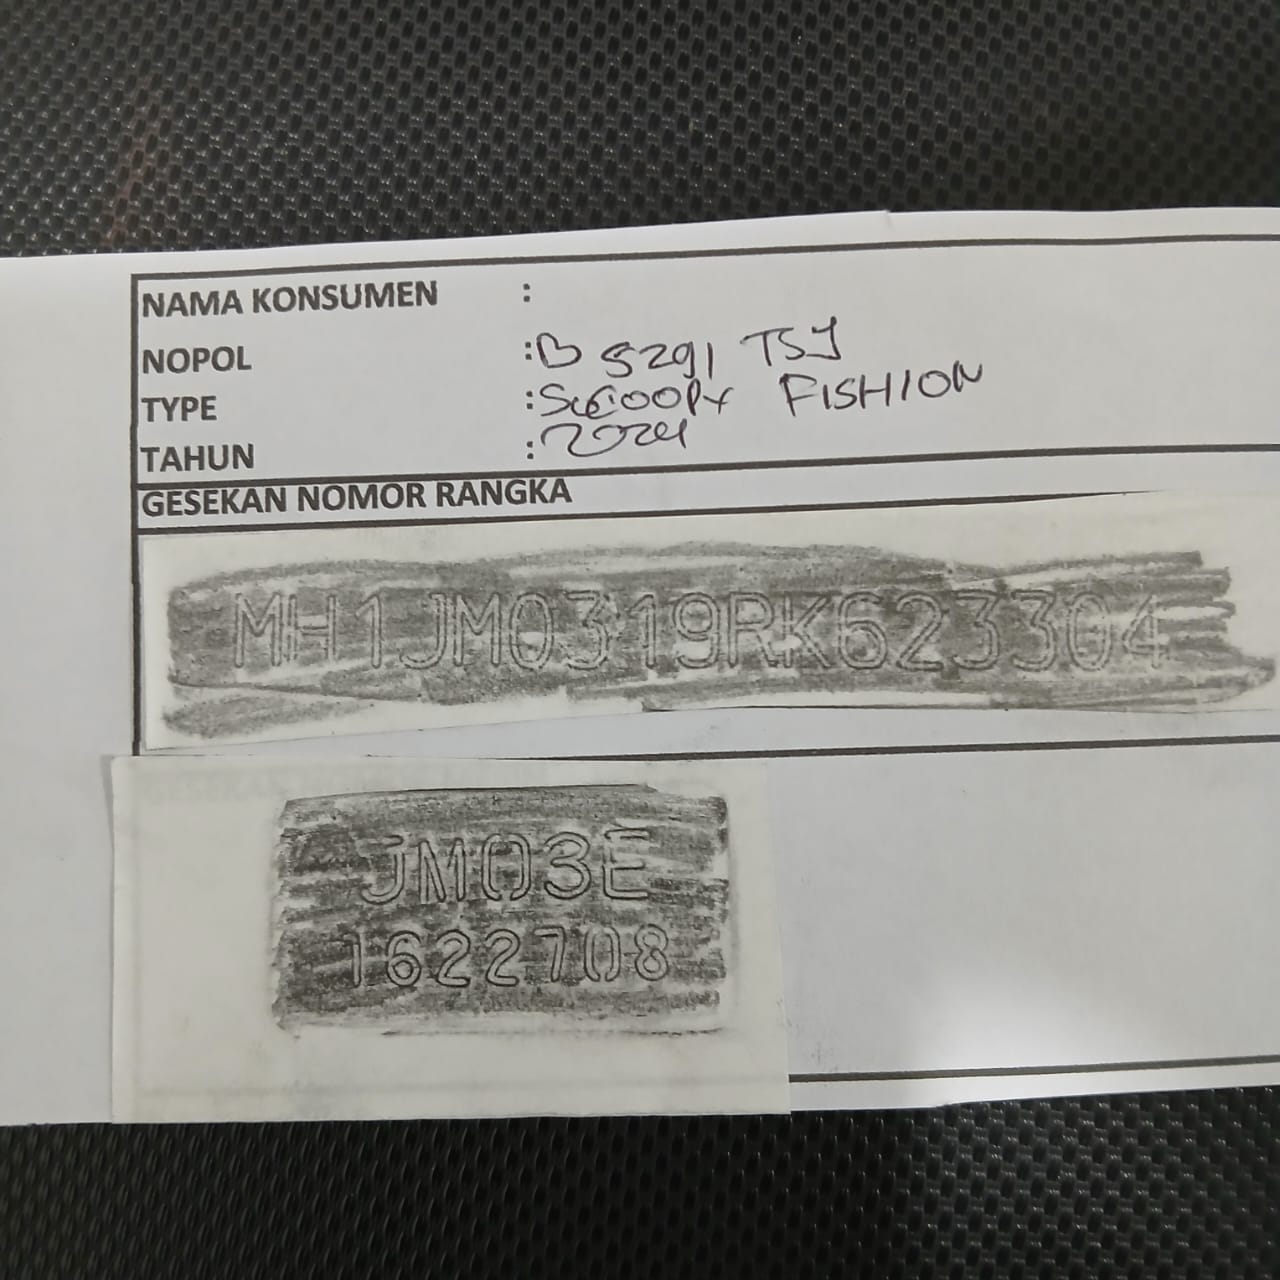 NAMA KONSUMEN :
NOPOL : B 5291 TSJ
TYPE : Scoopy FISHION
TAHUN : 2024
GESEKAN NOMOR RANGKA
MH1JM0319RK623304
JM03E
1622708